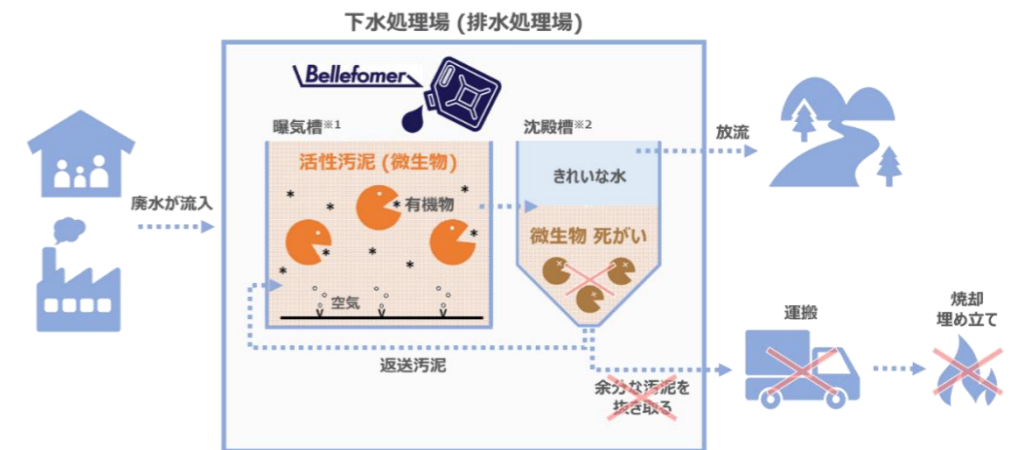 下水処理場 (排水処理場)
Bellefomer
曝気槽※1
沈殿槽※2
活性汚泥 (微生物)
有機物
空気
きれいな水
微生物 死がい
放流
廃水が流入
返送汚泥
余分な汚泥を
抜き取る
運搬
焼却
埋め立て